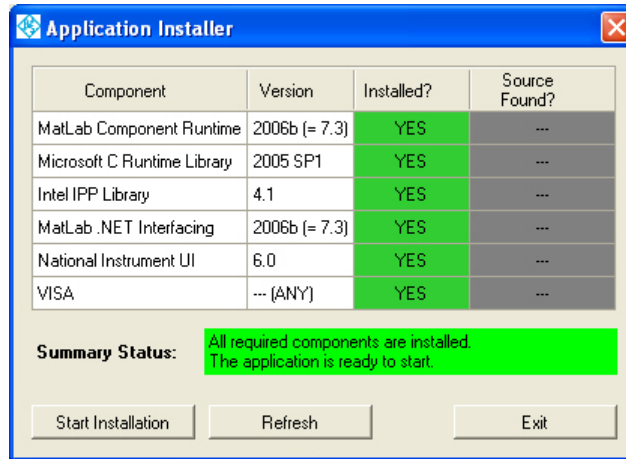 Application Installer
Component Version Installed? Source Found?
MatLab Component Runtime 2006b (= 7.3) YES ---
Microsoft C Runtime Library 2005 SP1 YES ---
Intel IPP Library 4.1 YES ---
MatLab .NET Interfacing 2006b (= 7.3) YES ---
National Instrument UI 6.0 YES ---
VISA --- (ANY) YES ---
Summary Status:
All required components are installed.
The application is ready to start.
Start Installation Refresh Exit